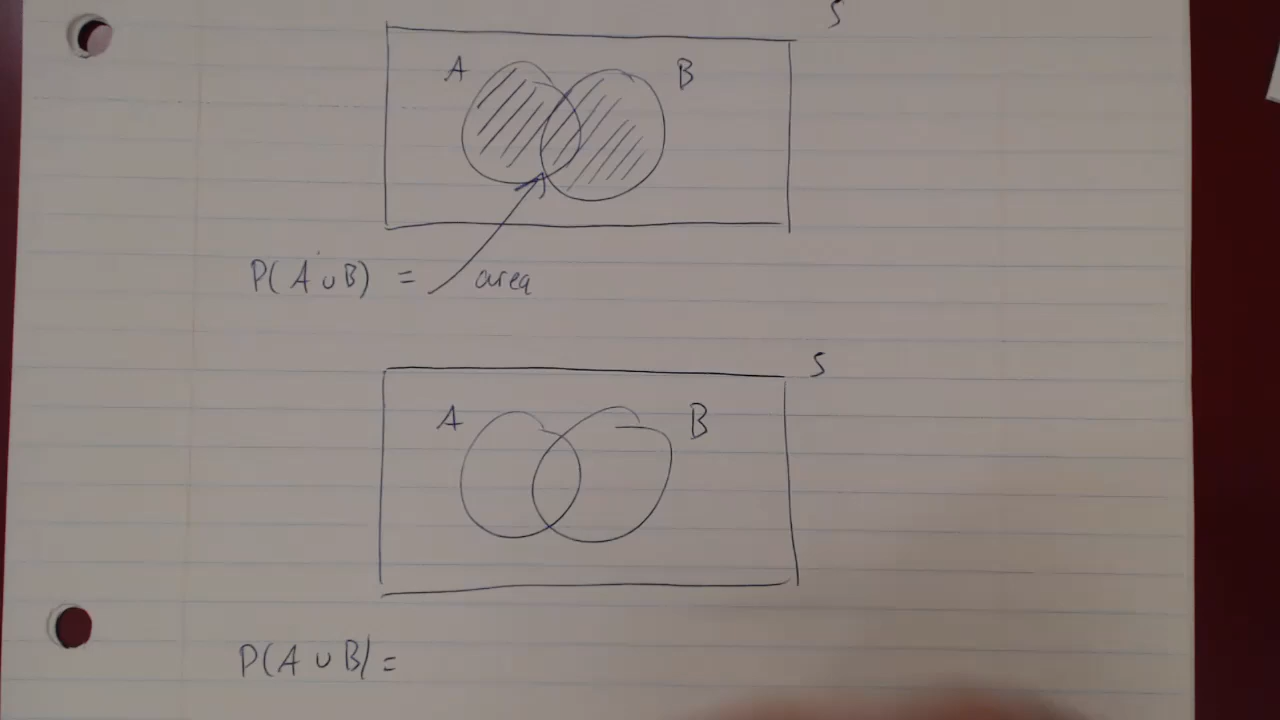 S
A B
P(A ∪ B) = area
S
A B
P(A ∪ B) =